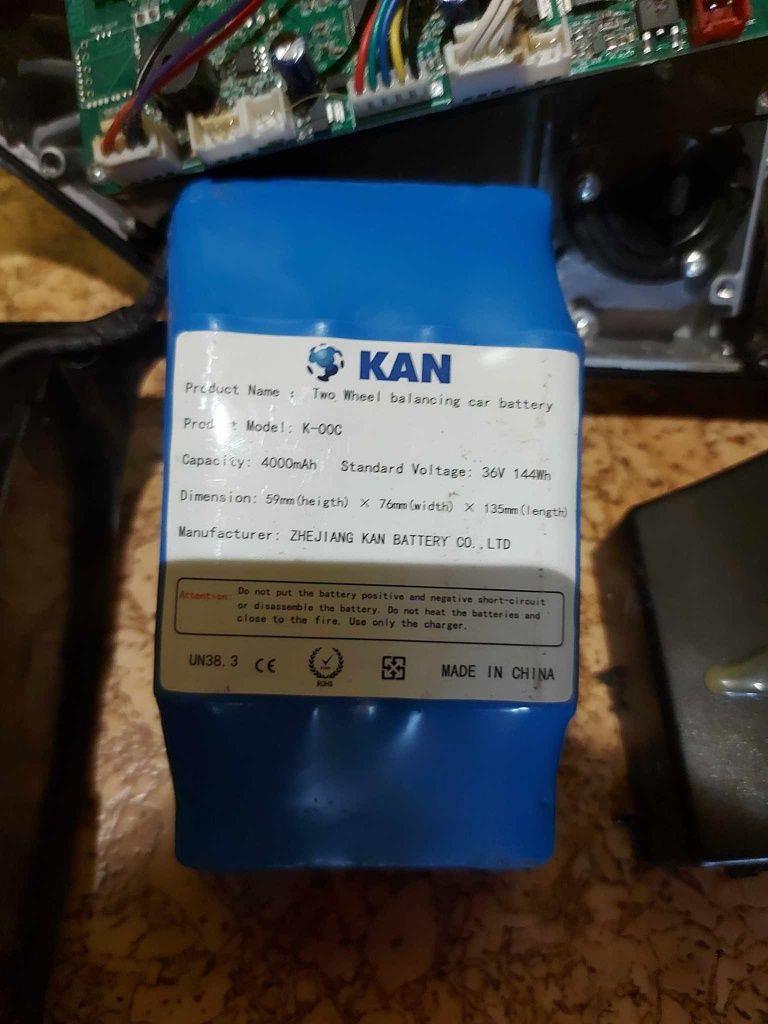 KAN
Product Name : Two Wheel balancing car battery
Product Model: K-00C
Capacity: 4000mAh Standard Voltage: 36V 144Wh
Dimension: 59mm(heigth) × 76mm(width) × 135mm(length)
Manufacturer: ZHEJIANG KAN BATTERY CO.,LTD
Attention: Do not put the battery positive and negative short-circuit
or disassemble the battery. Do not heat the batteries and
close to the fire. Use only the charger.
UN38.3 CE ROHS MADE IN CHINA